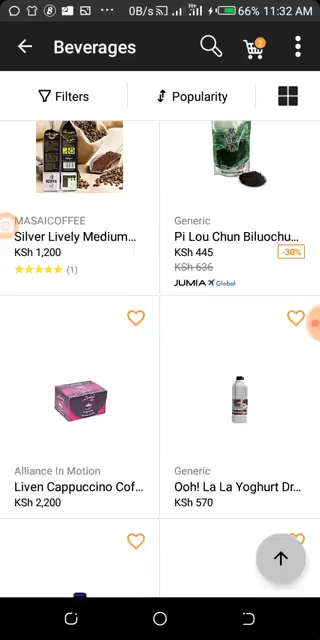 0B/s 66% 11:32 AM
Beverages
2
Filters
Popularity
MASAICOFFEE
Silver Lively Medium...
KSh 1,200
(1)
Generic
Pi Lou Chun Biluochu...
KSh 445
-30%
KSh 636
JUMIA Global
Alliance In Motion
Liven Cappuccino Cof...
KSh 2,200
Generic
Ooh! La La Yoghurt Dr...
KSh 570